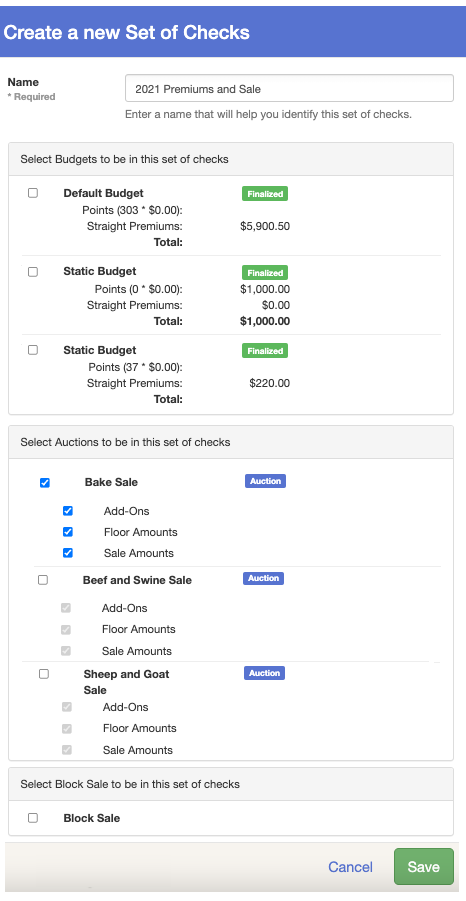 Create a new Set of Checks
Name
* Required
2021 Premiums and Sale
Enter a name that will help you identify this set of checks.
Select Budgets to be in this set of checks
Default Budget Finalized
Points (303 * $0.00):
Straight Premiums: $5,900.50
Total:
Static Budget Finalized
Points (0 * $0.00): $1,000.00
Straight Premiums: $0.00
Total: $1,000.00
Static Budget Finalized
Points (37 * $0.00):
Straight Premiums: $220.00
Total:
Select Auctions to be in this set of checks
Bake Sale Auction
Add-Ons
Floor Amounts
Sale Amounts
Beef and Swine Sale Auction
Add-Ons
Floor Amounts
Sale Amounts
Sheep and Goat Auction
Sale
Add-Ons
Floor Amounts
Sale Amounts
Select Block Sale to be in this set of checks
Block Sale
Cancel Save